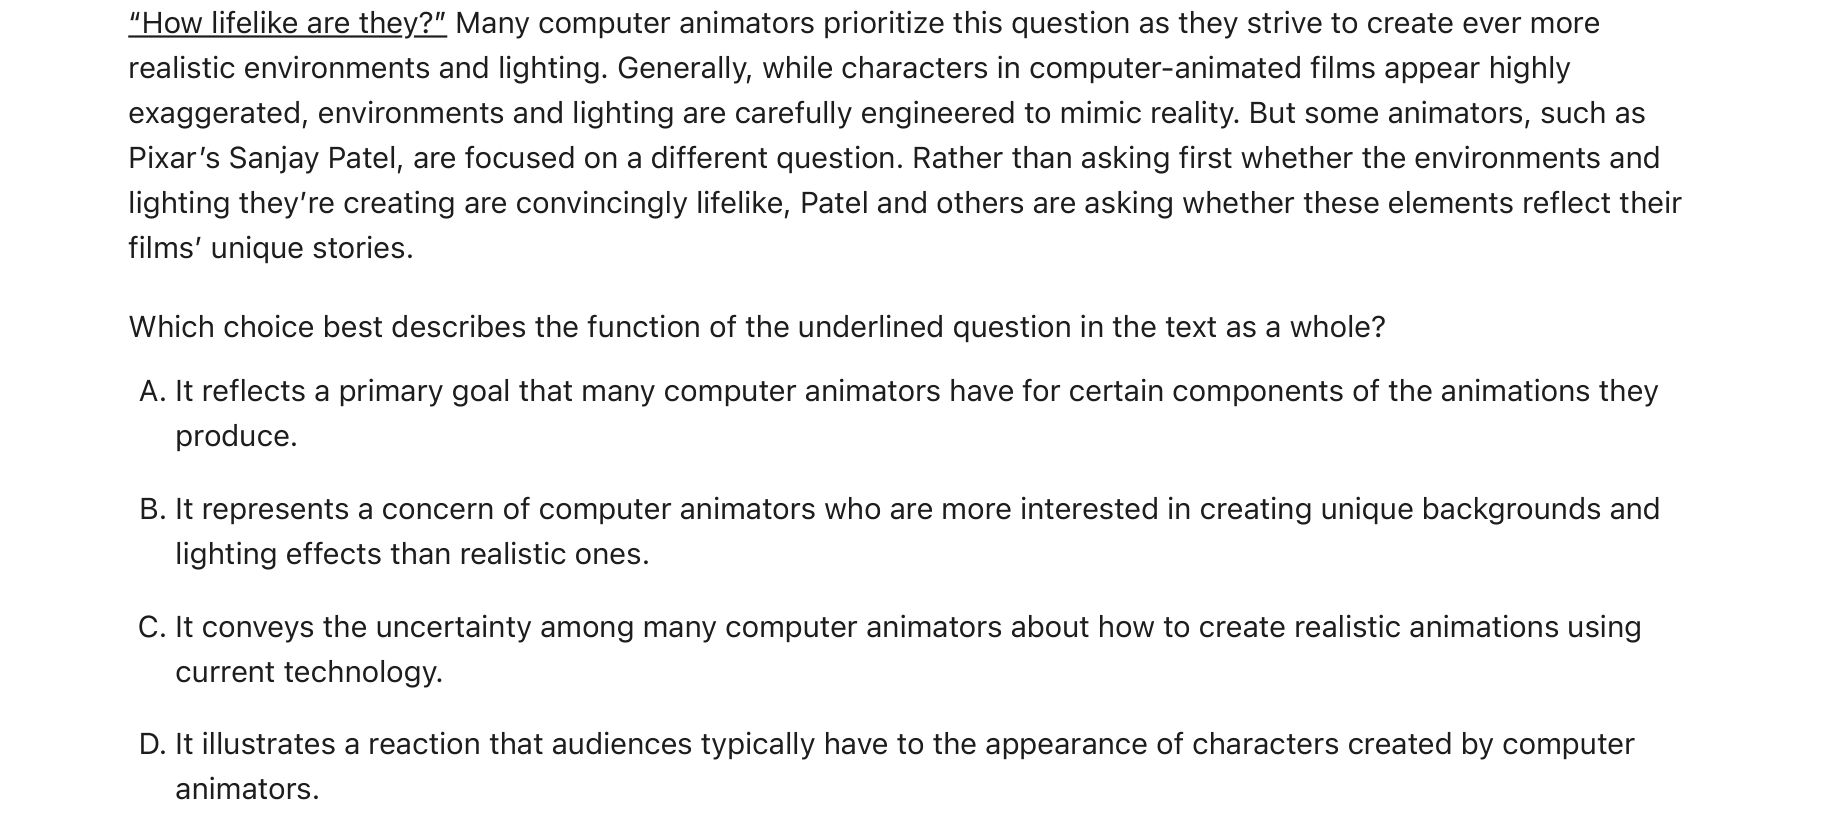 “How lifelike are they?” Many computer animators prioritize this question as they strive to create ever more
realistic environments and lighting. Generally, while characters in computer-animated films appear highly
exaggerated, environments and lighting are carefully engineered to mimic reality. But some animators, such as
Pixar’s Sanjay Patel, are focused on a different question. Rather than asking first whether the environments and
lighting they’re creating are convincingly lifelike, Patel and others are asking whether these elements reflect their
films’ unique stories.
Which choice best describes the function of the underlined question in the text as a whole?
A. It reflects a primary goal that many computer animators have for certain components of the animations they
produce.
B. It represents a concern of computer animators who are more interested in creating unique backgrounds and
lighting effects than realistic ones.
C. It conveys the uncertainty among many computer animators about how to create realistic animations using
current technology.
D. It illustrates a reaction that audiences typically have to the appearance of characters created by computer
animators.